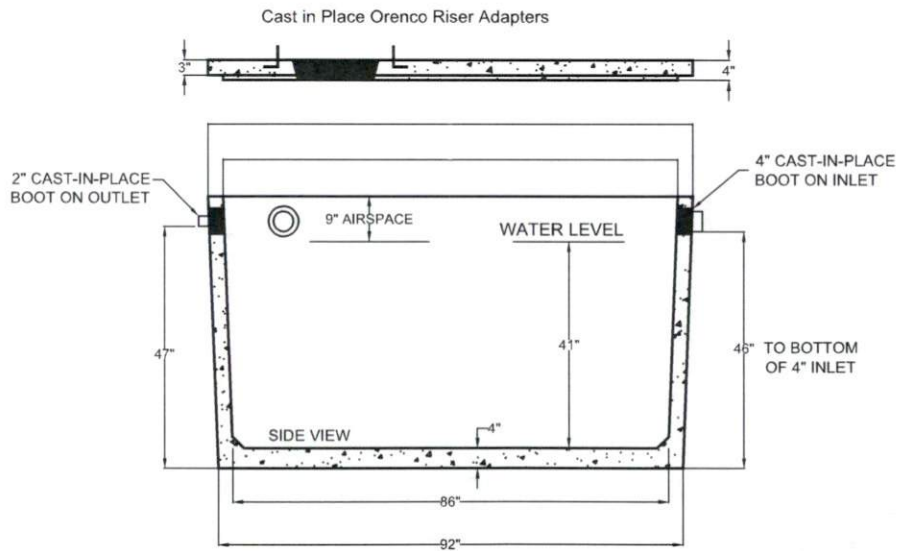 Cast in Place Orenco Riser Adapters
3"
4"
2" CAST-IN-PLACE
BOOT ON OUTLET
4" CAST-IN-PLACE
BOOT ON INLET
9" AIRSPACE
WATER LEVEL
47"
41"
46" TO BOTTOM
OF 4" INLET
SIDE VIEW
4"
86"
92"